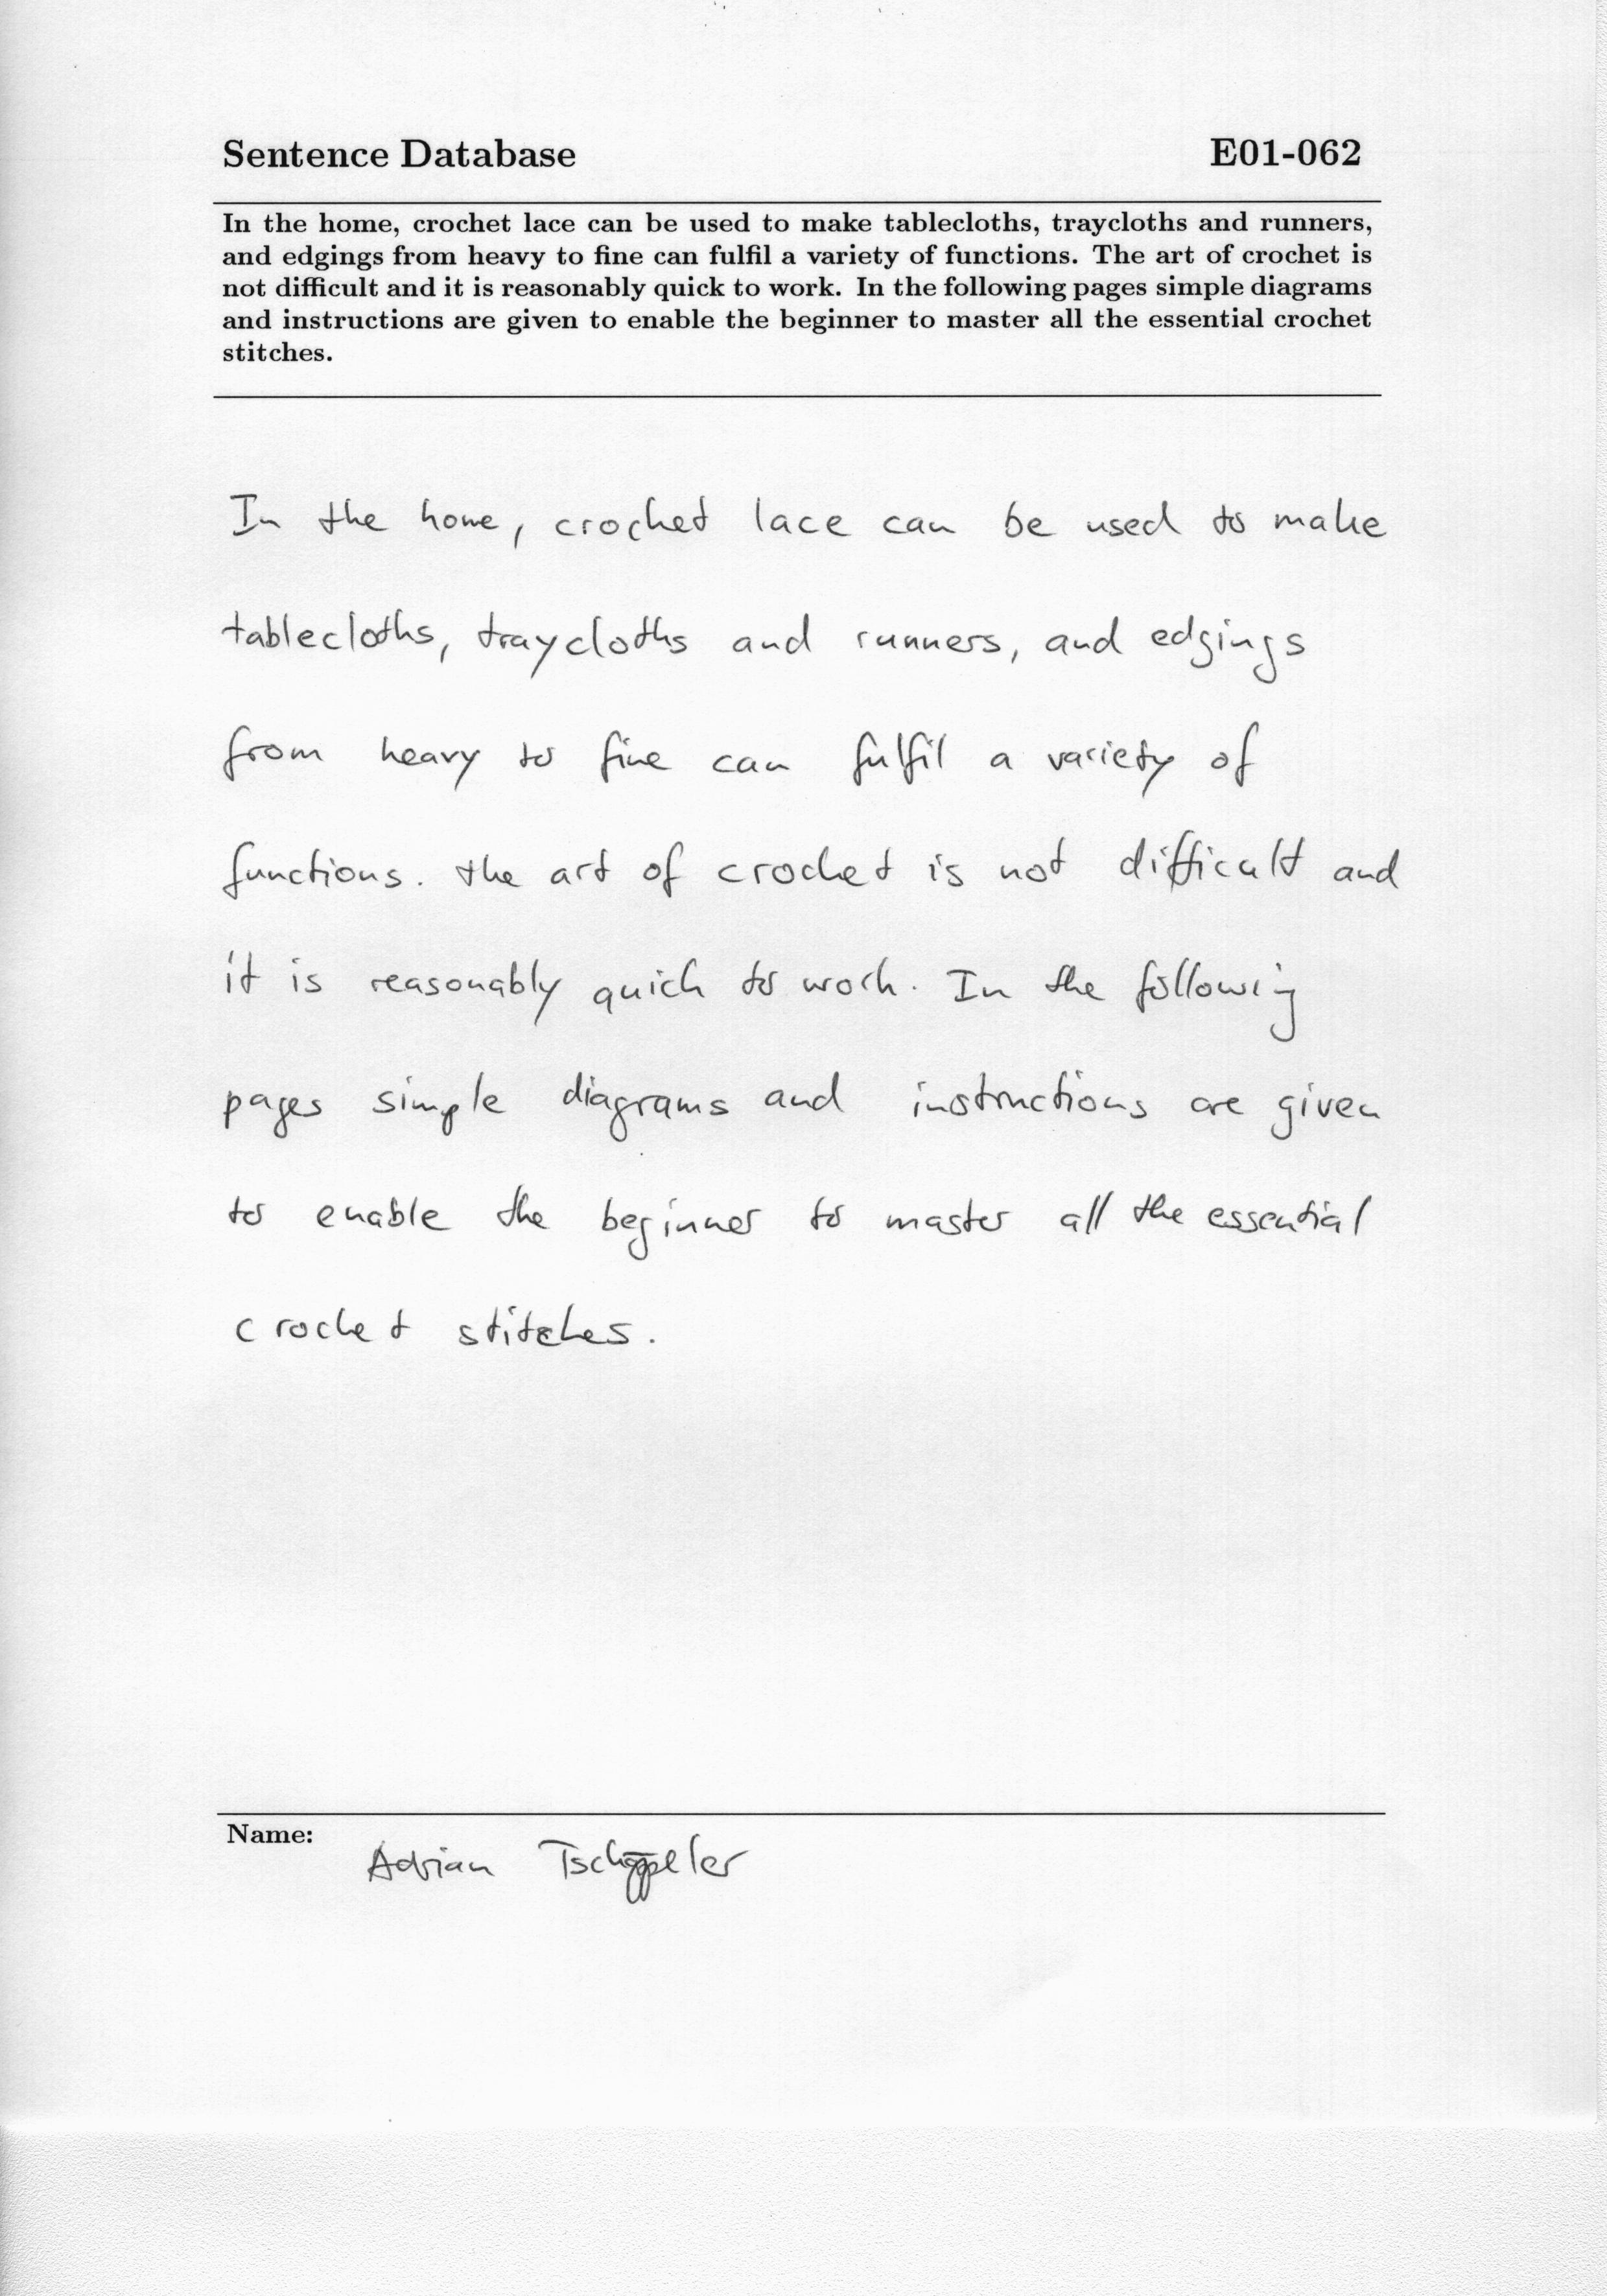 Sentence Database E01-062
In the home, crochet lace can be used to make tablecloths, traycloths and runners,
and edgings from heavy to fine can fulfil a variety of functions. The art of crochet is
not difficult and it is reasonably quick to work. In the following pages simple diagrams
and instructions are given to enable the beginner to master all the essential crochet
stitches.
In the home, crochet lace can be used to make
tablecloths, traycloths and runners, and edgings
from heavy to fine can fulfil a variety of
functions. the art of crochet is not difficult and
it is reasonably quick to work. In the following
pages simple diagrams and instructions are given
to enable the beginner to master all the essential
crochet stitches.
Name:
Adrian